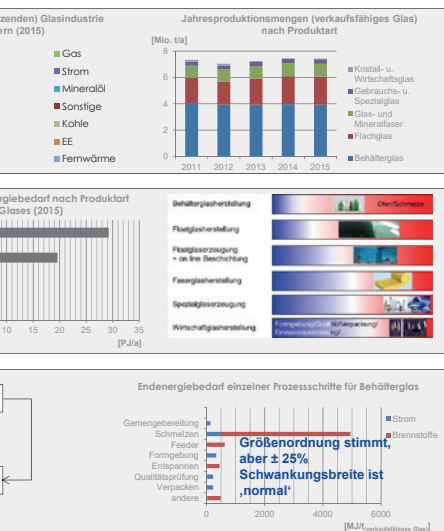 zenden) Glasindustrie
ern (2015)
Gas
Strom
Mineralöl
Sonstige
Kohle
EE
Fernwärme
Jahresproduktionsmengen (verkaufsfähiges Glas)
nach Produktart
[Mio. t/a]
8
6
4
2
0
2011 2012 2013 2014 2015
Kristall- u.
Wirtschaftsglas
Gebrauchs- u.
Spezialglas
Glas- und
Mineralfaser
Flachglas
Behälterglas
rgiebedarf nach Produktart
Glases (2015)
10 15 20 25 30 35
[PJ/a]
Behälterglasherstellung
Ofen/Schmelze
Floatglasherstellung
Floatglaserzeugung
+ on line Beschichtung
Faserglasherstellung
Spezialglaserzeugung
Wirtschaftglasherstellung
Endenergiebedarf einzelner Prozessschritte für Behälterglas
Gemengebereitung
Schmelzen
Feeder
Formgebung
Entspannen
Qualitätsprüfung
Verpacken
andere
Größenordnung stimmt,
aber ± 25%
Schwankungsbreite ist
‚normal‘
Strom
Brennstoffe
0 2000 4000 6000
[MJ/t (verkaufsfähiges Glas)]